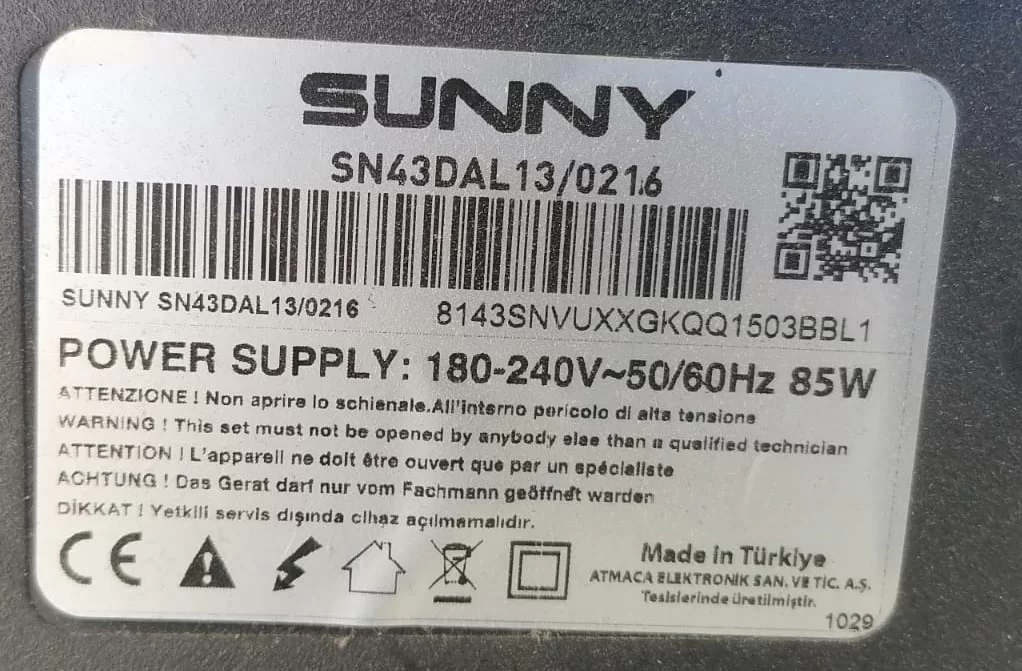 SUNNY
SN43DAL13/0216
SUNNY SN43DAL13/0216
8143SNVUXXGKQQ1503BBL1
POWER SUPPLY: 180-240V~50/60Hz 85W
ATTENZIONE ! Non aprire lo schienale.All'interno pericolo di alta tensione
WARNING ! This set must not be opened by anybody else than a qualified technician
ATTENTION ! L'appareil ne doit être ouvert que par un spécialiste
ACHTUNG ! Das Gerat darf nur vom Fachmann geöffnet warden
DİKKAT ! Yetkili servis dışında cihaz açılmamalıdır.
CE
Made in Türkiye
ATMACA ELEKTRONİK SAN. VE TİC. A.Ş.
Tesislerinde üretilmiştir.
1029